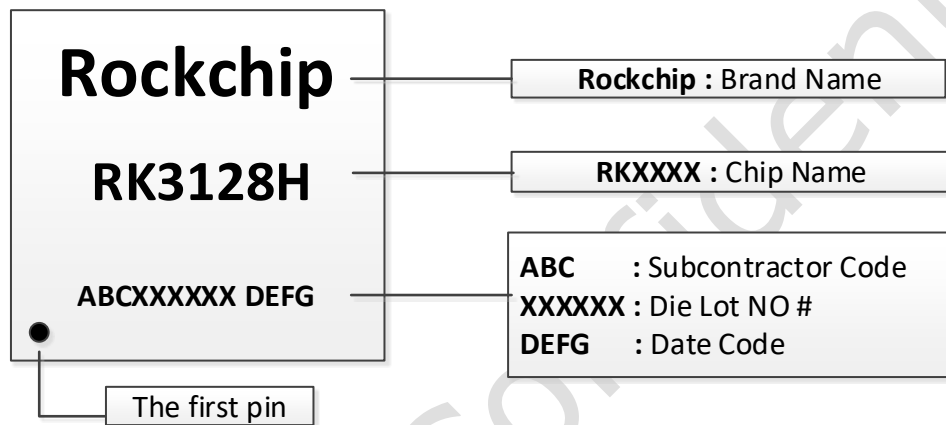 Rockchip
Rockchip : Brand Name
RK3128H
RKXXXX : Chip Name
ABCXXXXXX DEFG
ABC : Subcontractor Code
XXXXXX : Die Lot NO #
DEFG : Date Code
The first pin